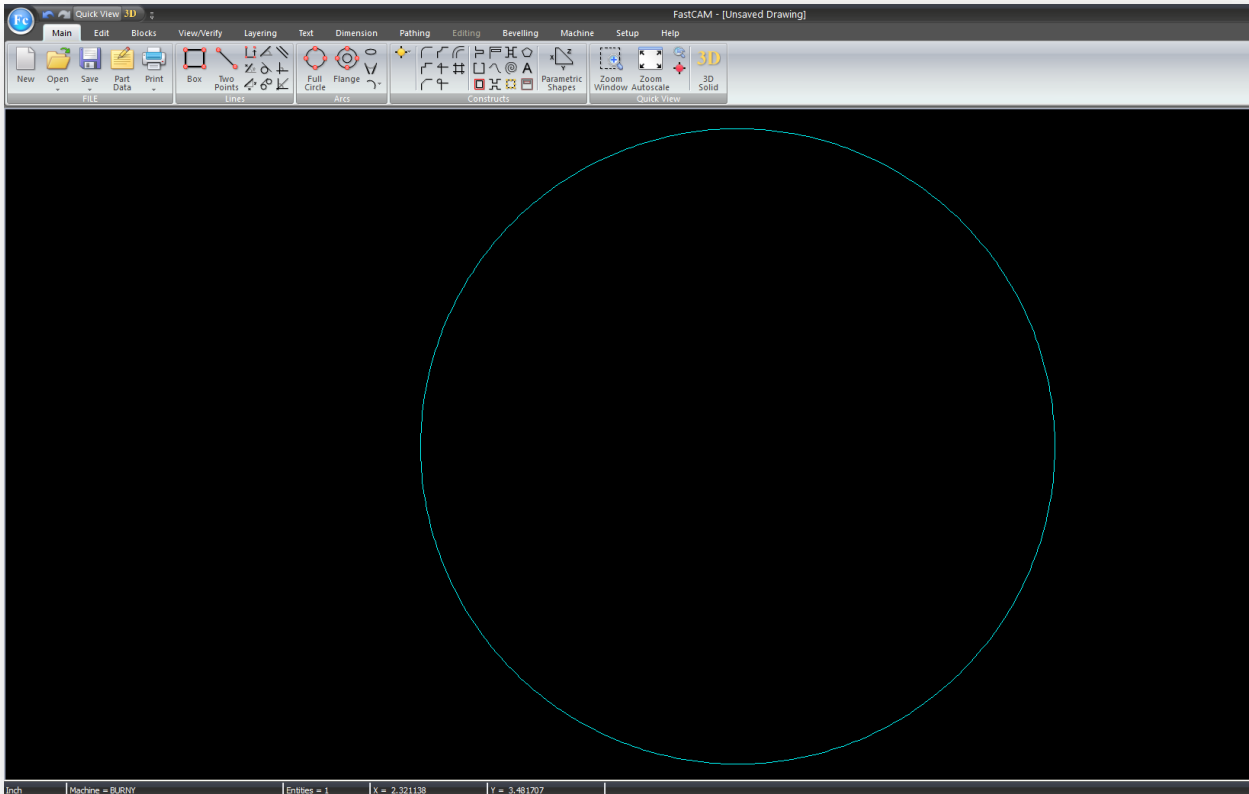 Fc Quick View 3D FastCAM - [Unsaved Drawing]
Main Edit Blocks View/Verify Layering Text Dimension Pathing Editing Bevelling Machine Setup Help
New Open Save Part Data Print Box Two Points Full Circle Flange A Parametric Shapes Zoom Window Zoom Autoscale 3D 3D Solid
FILE Lines Arcs Constructs Quick View
Inch Machine = BURNY Entities = 1 X = 2.321138 Y = 3.481707